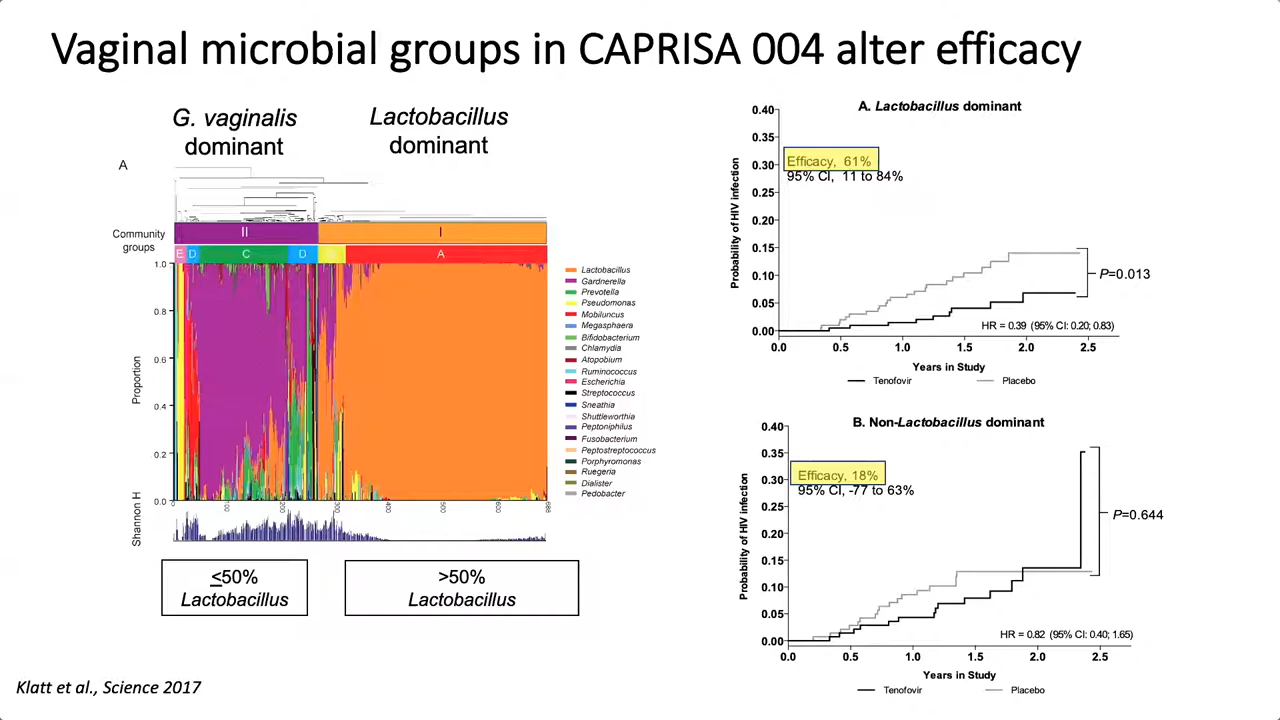 Vaginal microbial groups in CAPRISA 004 alter efficacy
G. vaginalis
dominant
Lactobacillus
dominant
A
Community
groups
II
I
E
D
C
D
A
1.0
0.8
0.6
0.4
0.2
0.0
Proportion
100
200
300
400
500
600
686
Shannon H
Lactobacillus
Gardnerella
Prevotella
Pseudomonas
Mobiluncus
Megasphaera
Bifidobacterium
Chlamydia
Atopobium
Ruminococcus
Escherichia
Streptococcus
Sneathia
Shuttleworthia
Peptoniphilus
Fusobacterium
Peptostreptococcus
Porphyromonas
Ruegeria
Dialister
Pedobacter
≤50%
Lactobacillus
>50%
Lactobacillus
Klatt et al., Science 2017
A. Lactobacillus dominant
0.40
0.35
0.30
0.25
0.20
0.15
0.10
0.05
0.00
Probability of HIV infection
Efficacy, 61%
95% CI, 11 to 84%
P=0.013
HR = 0.39 (95% CI: 0.20; 0.83)
0.0 0.5 1.0 1.5 2.0 2.5
Years in Study
Tenofovir Placebo
B. Non-Lactobacillus dominant
0.40
0.35
0.30
0.25
0.20
0.15
0.10
0.05
0.00
Probability of HIV infection
Efficacy, 18%
95% CI, -77 to 63%
P=0.644
HR = 0.82 (95% CI: 0.40; 1.65)
0.0 0.5 1.0 1.5 2.0 2.5
Years in Study
Tenofovir Placebo